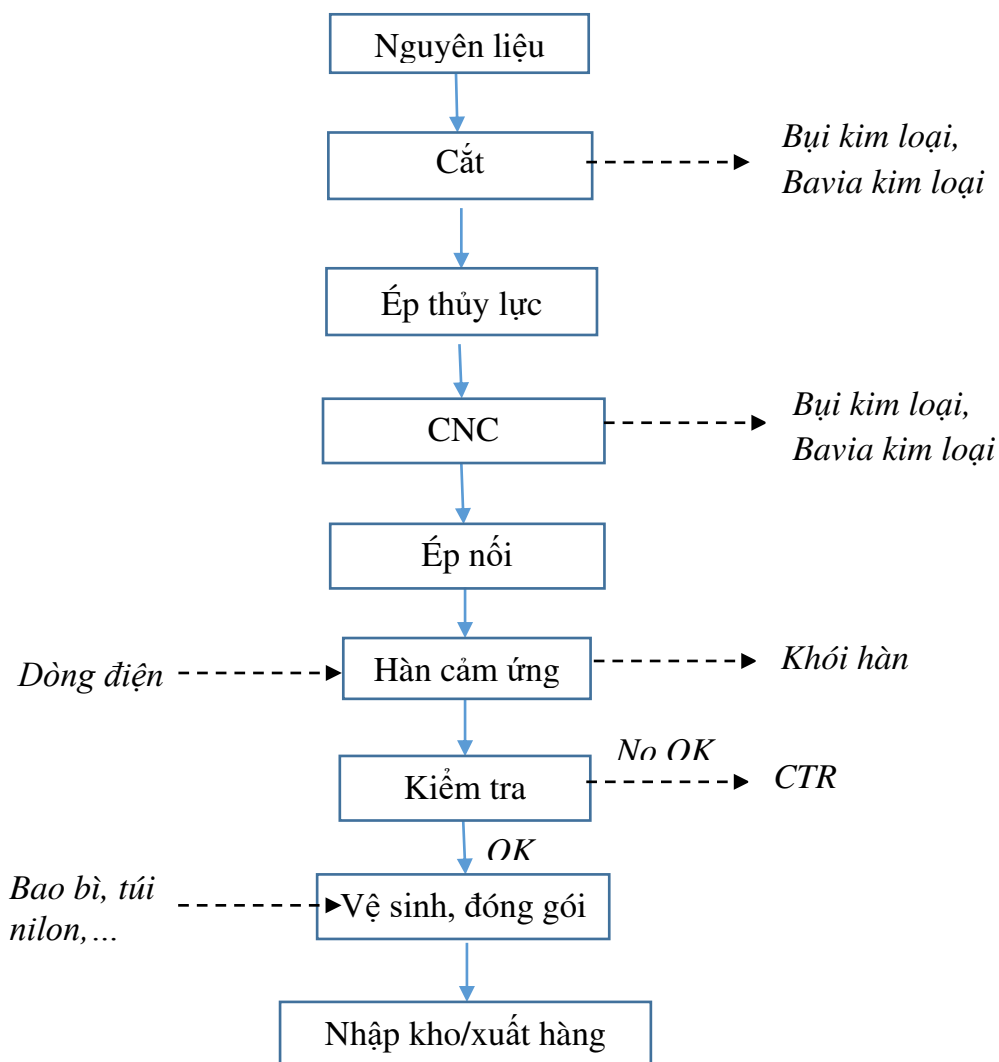 Nguyên liệu
Cắt
Bụi kim loại,
Bavia kim loại
Ép thủy lực
CNC
Bụi kim loại,
Bavia kim loại
Ép nối
Dòng điện
Hàn cảm ứng
Khói hàn
No OK
Kiểm tra
CTR
OK
Bao bì, túi
nilon,...
Vệ sinh, đóng gói
Nhập kho/xuất hàng